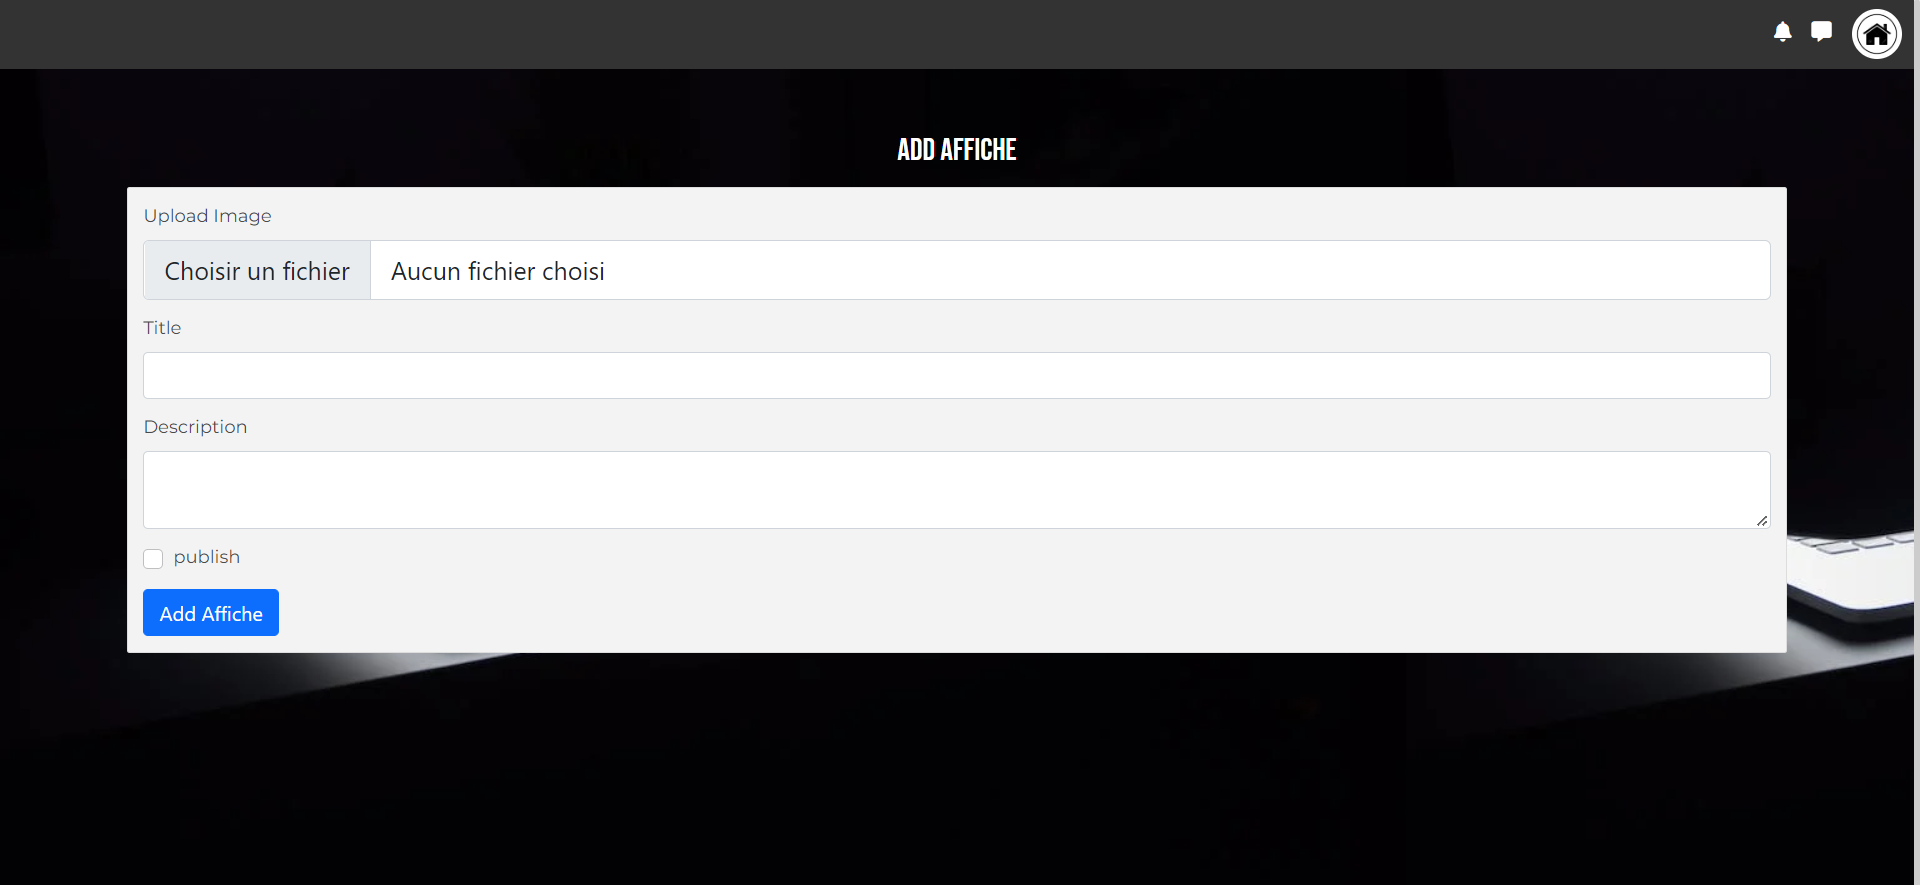 ADD AFFICHE
Upload Image
Choisir un fichier Aucun fichier choisi
Title
Description
publish
Add Affiche